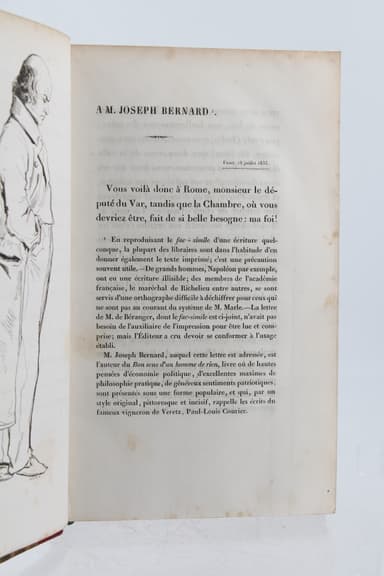 A M. JOSEPH BERNARD ¹.
juillet 1833.
Vous voilà donc à Rome, monsieur le dé-
puté du Var, tandis que la Chambre, où vous
devriez être, fait de si belle besogne: ma foi!
¹ En reproduisant le fac-simile d'une écriture quel-
conque, la plupart des libraires sont dans l'habitude d'en
donner également le texte imprimé; c'est une précaution
souvent utile.—De grands hommes, Napoléon par exemple,
ont eu une écriture illisible; des membres de l'académie
française, le maréchal de Richelieu entre autres, se sont
servis d'une orthographe difficile à déchiffrer pour ceux qui
ne sont pas au courant du système de M. Marle.—La lettre
de M. de Béranger, dont le fac-simile est ci-joint, n'avait pas
besoin de l'auxiliaire de l'impression pour être lue et com-
prise; mais l'Éditeur a cru devoir se conformer à l'usage
établi.
M. Joseph Bernard, auquel cette lettre est adressée, est
l'auteur du Bon sens d'un homme de rien, livre où de hautes
pensées d'économie politique, d'excellentes maximes de
philosophie pratique, de généreux sentiments patriotiques,
sont présentés sous une forme populaire, et qui, par un
style original, pittoresque et incisif, rappelle les écrits du
fameux vigneron de Veretz, Paul-Louis Courier.